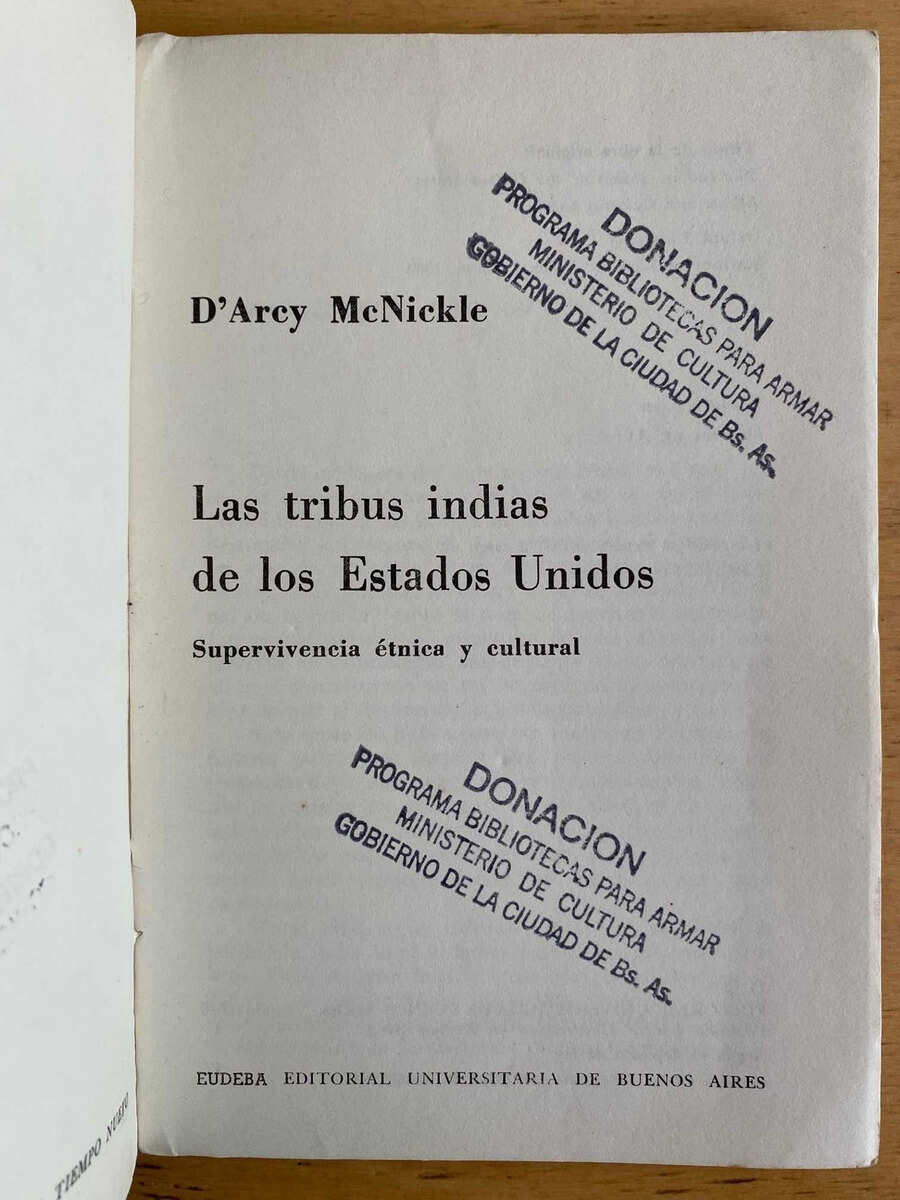 D'Arcy McNickle
DONACION
PROGRAMA BIBLIOTECAS PARA ARMAR
MINISTERIO DE CULTURA
GOBIERNO DE LA CIUDAD DE Bs. As.
Las tribus indias
de los Estados Unidos
Supervivencia étnica y cultural
DONACION
PROGRAMA BIBLIOTECAS PARA ARMAR
MINISTERIO DE CULTURA
GOBIERNO DE LA CIUDAD DE Bs. As.
EUDEBA EDITORIAL UNIVERSITARIA DE BUENOS AIRES
TIEMPO NUEVO